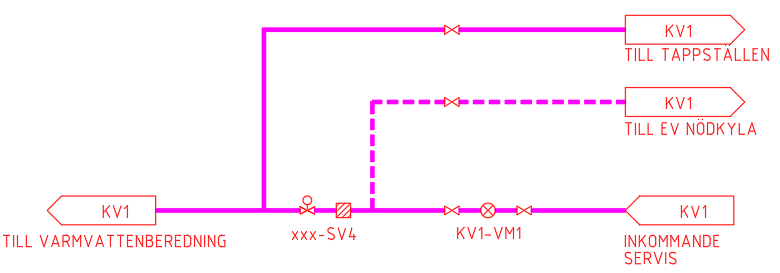 KV1
TILL TAPPSTÄLLEN
KV1
TILL EV NÖDKYLA
KV1
TILL VARMVATTENBEREDNING
xxx-SV4
KV1-VM1
KV1
INKOMMANDE
SERVIS